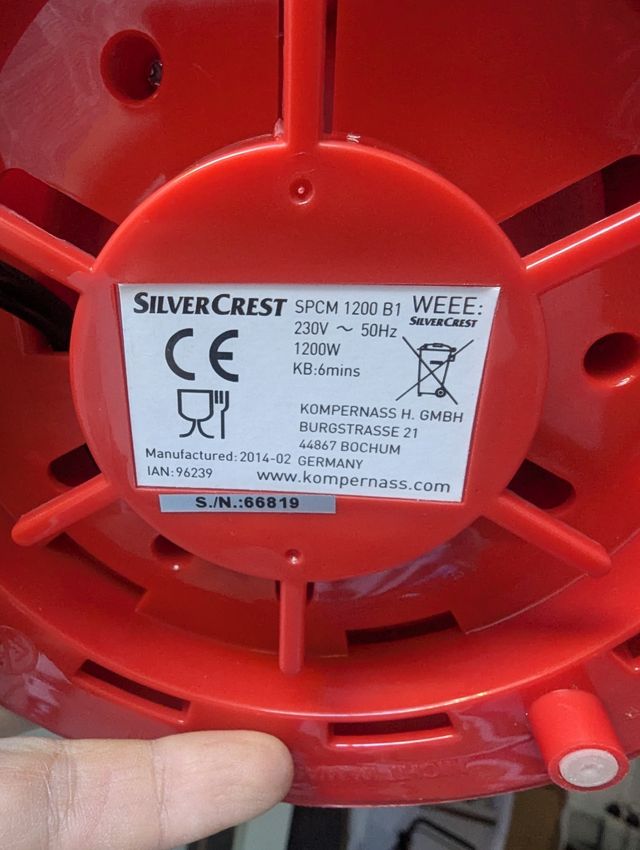 SILVERCREST SPCM 1200 B1 WEEE:
SILVERCREST
230V ~ 50Hz
1200W
KB:6mins
CE
KOMPERNASS H. GMBH
BURGSTRASSE 21
44867 BOCHUM
GERMANY
Manufactured: 2014-02
IAN: 96239
www.kompernass.com
S./N.:66819